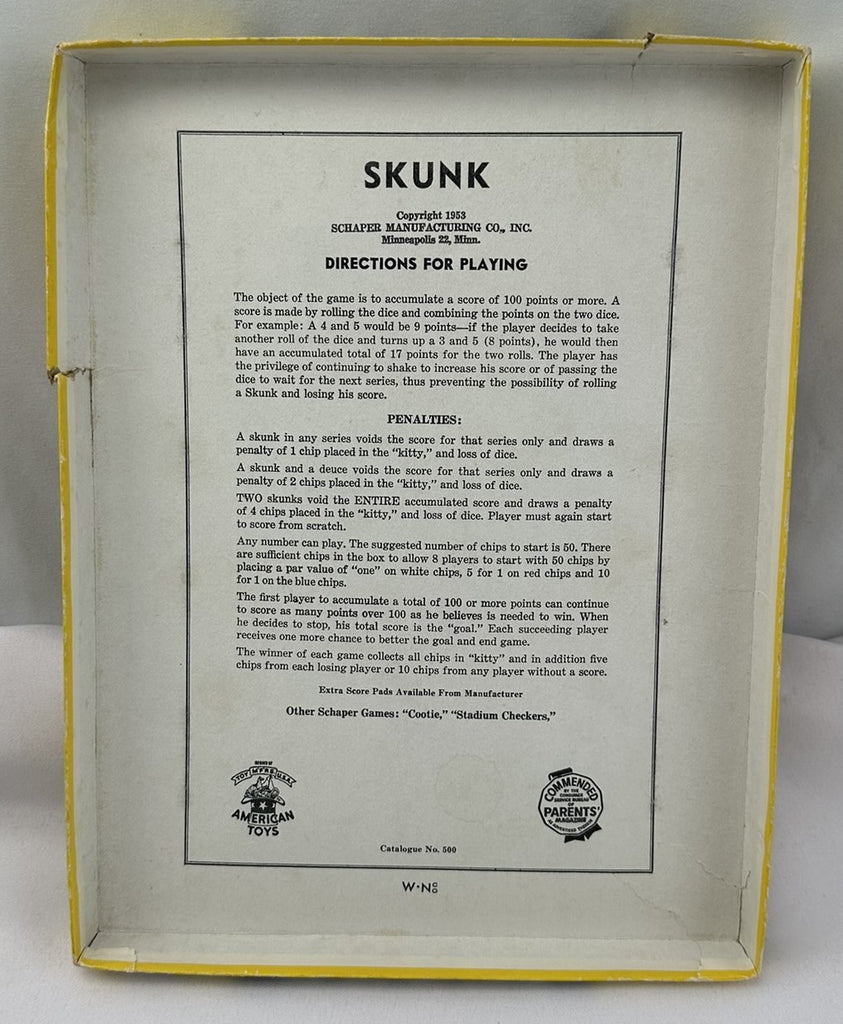 SKUNK
Copyright 1953
SCHAPER MANUFACTURING CO., INC.
Minneapolis 22, Minn.
DIRECTIONS FOR PLAYING
The object of the game is to accumulate a score of 100 points or more. A
score is made by rolling the dice and combining the points on the two dice.
For example: A 4 and 5 would be 9 points—if the player decides to take
another roll of the dice and turns up a 3 and 5 (8 points), he would then
have an accumulated total of 17 points for the two rolls. The player has
the privilege of continuing to shake to increase his score or of passing the
dice to wait for the next series, thus preventing the possibility of rolling
a Skunk and losing his score.
PENALTIES:
A skunk in any series voids the score for that series only and draws a
penalty of 1 chip placed in the “kitty,” and loss of dice.
A skunk and a deuce voids the score for that series only and draws a
penalty of 2 chips placed in the “kitty,” and loss of dice.
TWO skunks void the ENTIRE accumulated score and draws a penalty
of 4 chips placed in the “kitty,” and loss of dice. Player must again start
to score from scratch.
Any number can play. The suggested number of chips to start is 50. There
are sufficient chips in the box to allow 8 players to start with 50 chips by
placing a par value of “one” on white chips, 5 for 1 on red chips and 10
for 1 on the blue chips.
The first player to accumulate a total of 100 or more points can continue
to score as many points over 100 as he believes is needed to win. When
he decides to stop, his total score is the “goal.” Each succeeding player
receives one more chance to better the goal and end game.
The winner of each game collects all chips in “kitty” and in addition five
chips from each losing player or 10 chips from any player without a score.
Extra Score Pads Available From Manufacturer
Other Schaper Games: “Cootie,” “Stadium Checkers,”
TOY M'F'RS U.S.A.
AMERICAN
TOYS
COMMENDED
BY THE
CONSUMER
SERVICE BUREAU
OF
PARENTS'
MAGAZINE
AS ADVERTISED THEREIN
Catalogue No. 500
W·N